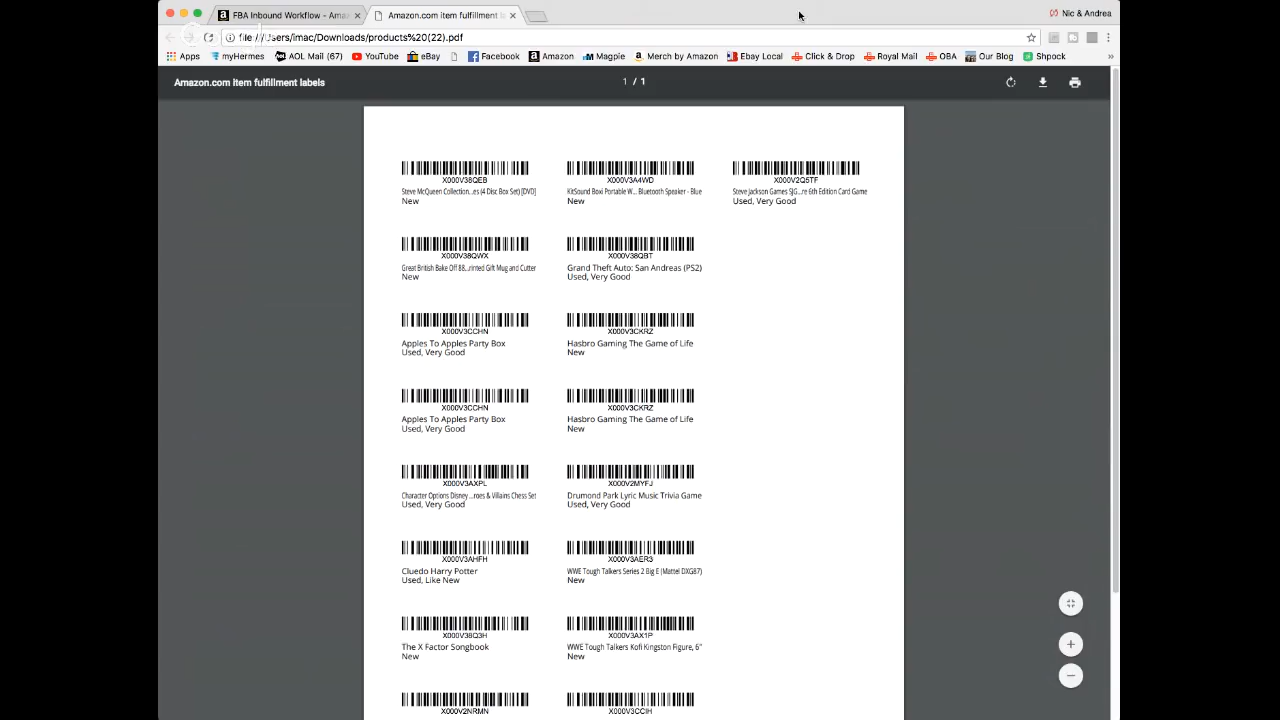 FBA Inbound Workflow - Ama
Amazon.com item fulfillment l
Nic & Andrea
file:///Users/imac/Downloads/products%20(22).pdf
Apps myHermes AOL Mail (67) YouTube eBay Facebook Amazon Magpie Merch by Amazon Ebay Local Click & Drop Royal Mail OBA Our Blog Shpock »
Amazon.com item fulfillment labels
1 / 1
X000V38QEB
Steve McQueen Collection...es (4 Disc Box Set) [DVD]
New
X000V3A4WD
KitSound Boxi Portable W... Bluetooth Speaker - Blue
New
X000V2Q5TF
Steve Jackson Games SJG...re 6th Edition Card Game
Used, Very Good
X000V38QWX
Great British Bake Off 88...rinted Gift Mug and Cutter
New
X000V38QBT
Grand Theft Auto: San Andreas (PS2)
Used, Very Good
X000V3CCHN
Apples To Apples Party Box
Used, Very Good
X000V3CKRZ
Hasbro Gaming The Game of Life
New
X000V3CCHN
Apples To Apples Party Box
Used, Very Good
X000V3CKRZ
Hasbro Gaming The Game of Life
New
X000V3AXPL
Character Options Disney ...roes & Villains Chess Set
Used, Very Good
X000V2MYFJ
Drumond Park Lyric Music Trivia Game
Used, Very Good
X000V3AHFH
Cluedo Harry Potter
Used, Like New
X000V3AER3
WWE Tough Talkers Series 2 Big E (Mattel DXG87)
New
X000V38Q3H
The X Factor Songbook
New
X000V3AX1P
WWE Tough Talkers Kofi Kingston Figure, 6"
New
X000V2NRMN
X000V3CCIH